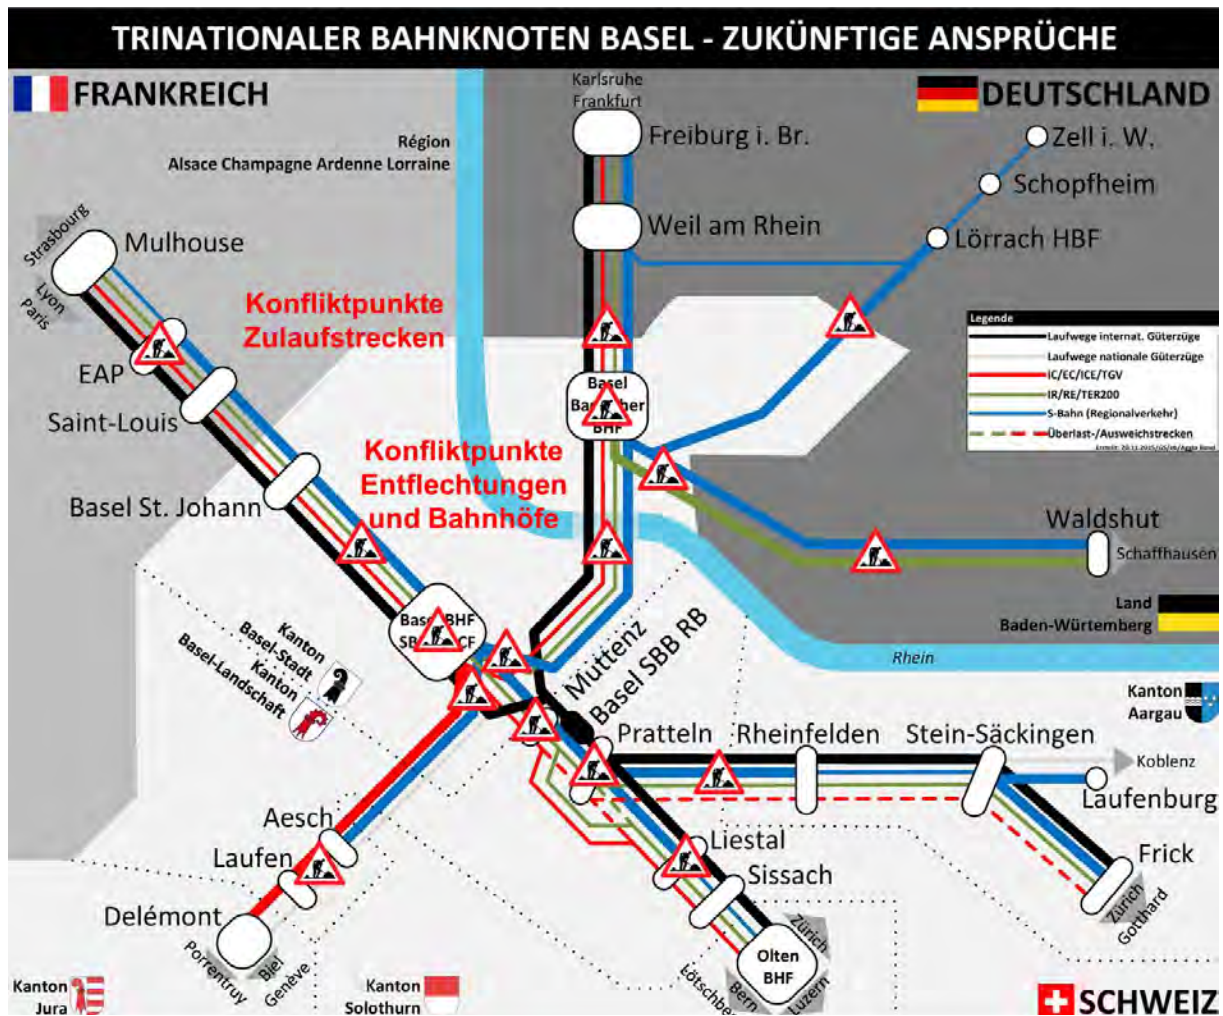 TRINATIONALER BAHNKNOTEN BASEL - ZUKÜNFTIGE ANSPRÜCHE
FRANKREICH
Karlsruhe
Frankfurt
DEUTSCHLAND
Région
Alsace Champagne Ardenne Lorraine
Freiburg i. Br.
Zell i. W.
Schopfheim
Weil am Rhein
Lörrach HBF
Strasbourg
Mulhouse
Lyon
Paris
Konfliktpunkte
Zulaufstrecken
Legende
Laufwege internat. Güterzüge
Laufwege nationale Güterzüge
IC/EC/ICE/TGV
IR/RE/TER200
S-Bahn (Regionalverkehr)
Überlast-/Ausweichstrecken
EAP
Saint-Louis
Basel
BHF
Konfliktpunkte
Entflechtungen
und Bahnhöfe
Basel St. Johann
Waldshut
Schaffhausen
Land
Baden-Württemberg
Rhein
BHF
Kanton
Basel-Stadt
Kanton
Basel-Landschaft
Muttenz
Basel SBB RB
Kanton
Aargau
Pratteln
Rheinfelden
Stein-Säckingen
Koblenz
Laufenburg
Aesch
Laufen
Liestal
Sissach
Frick
Zürich
Gotthard
Delémont
Porrentruy
Biel
Genève
Olten
BHF
Zürich
Luzern
Bern
Lötschbe
Kanton
Jura
Kanton
Solothurn
SCHWEIZ